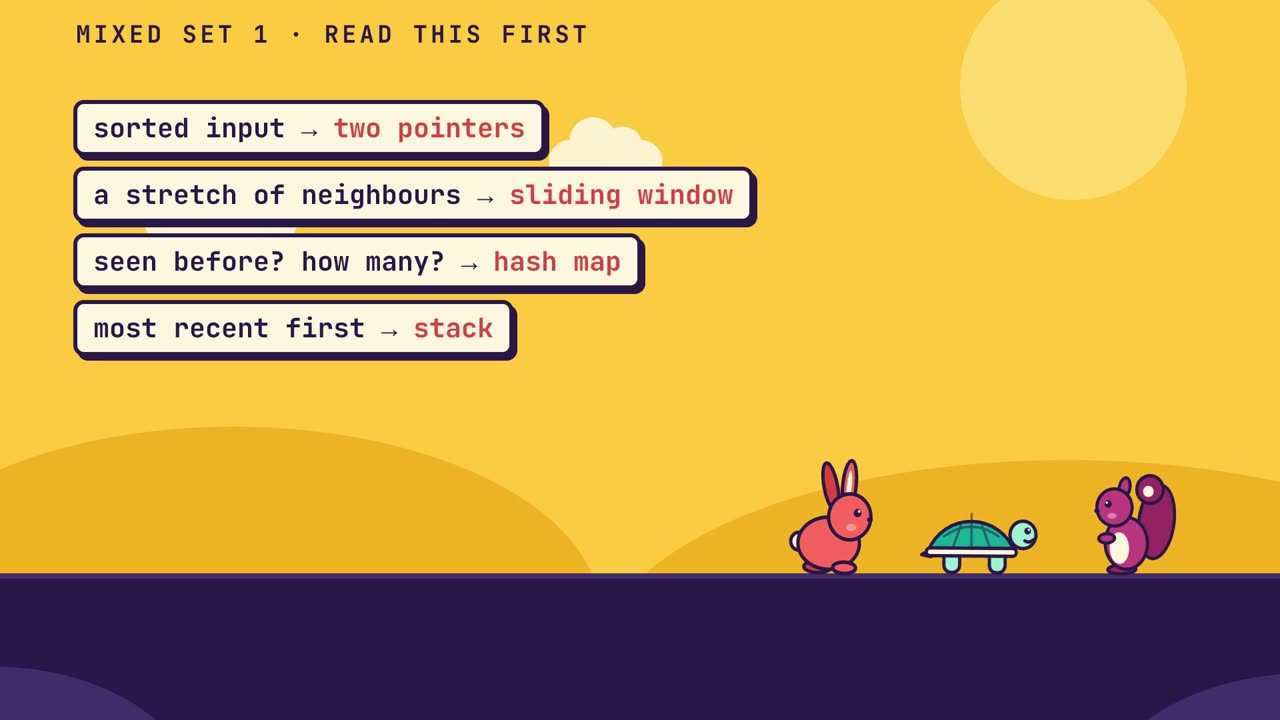 MIXED SET 1 · READ THIS FIRST
sorted input → two pointers
a stretch of neighbours → sliding window
seen before? how many? → hash map
most recent first → stack